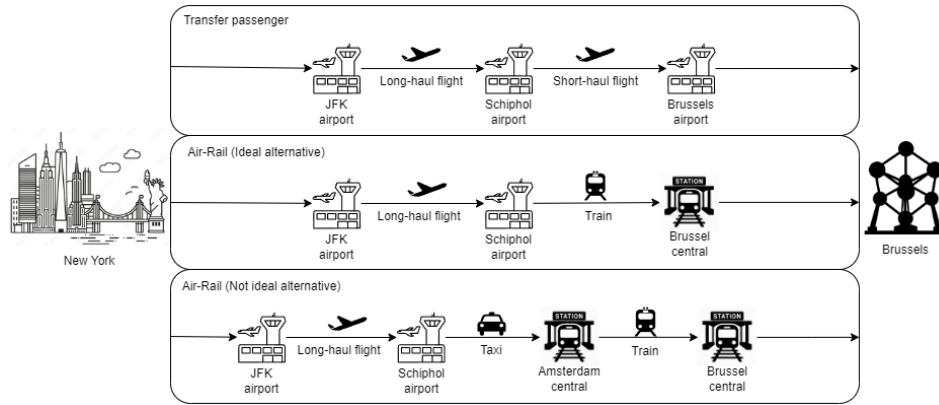 Transfer passenger
Long-haul flight
Short-haul flight
JFK
airport
Schiphol
airport
Brussels
airport
New York
Air-Rail (Ideal alternative)
Long-haul flight
Train
STATION
JFK
airport
Schiphol
airport
Brussel
central
Brussels
Air-Rail (Not ideal alternative)
Long-haul flight
Taxi
STATION
Train
STATION
JFK
airport
Schiphol
airport
Amsterdam
central
Brussel
central